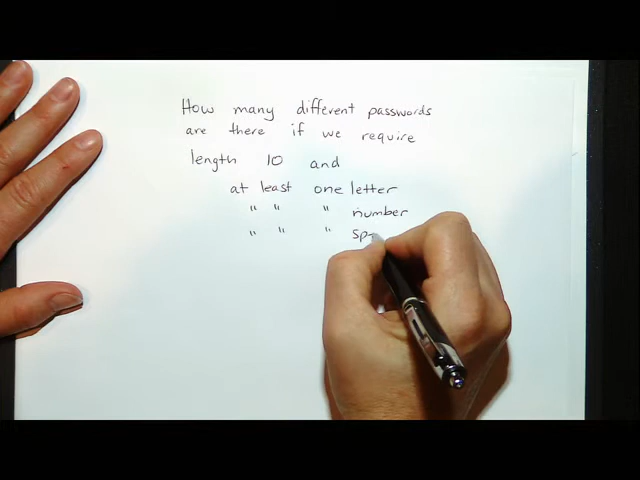 How many different passwords
are there if we require
length 10 and
at least one letter
" " " number
" " " sp